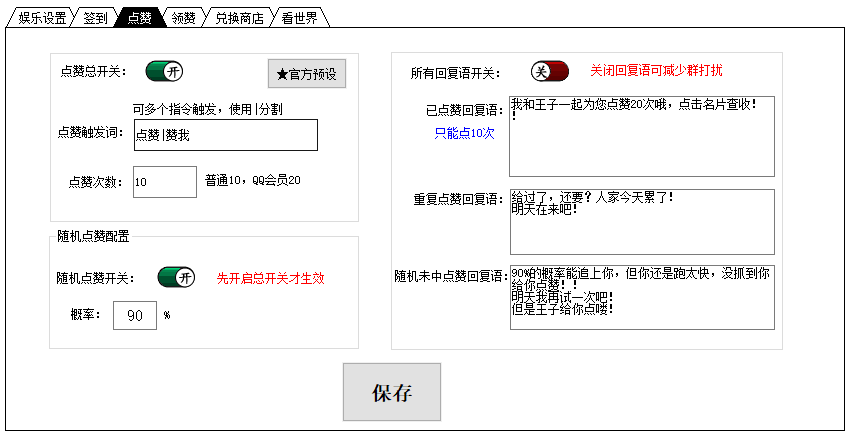 娱乐设置 签到 点赞 领赞 兑换商店 看世界
点赞总开关： 开 ★官方预设
可多个指令触发，使用|分割
点赞触发词： 点赞|赞我
点赞次数： 10 普通10，QQ会员20
随机点赞配置
随机点赞开关： 开 先开启总开关才生效
概率： 90 %
所有回复语开关： 关 关闭回复语可减少群打扰
已点赞回复语： 我和王子一起为您点赞20次哦，点击名片查收！
！
只能点10次
重复点赞回复语： 给过了，还要？人家今天累了！
明天在来吧！
随机未中点赞回复语： 90%的概率能追上你，但你还是跑太快，没抓到你
给你点赞！！
明天我再试一次吧！
但是王子给你点喽！
保存